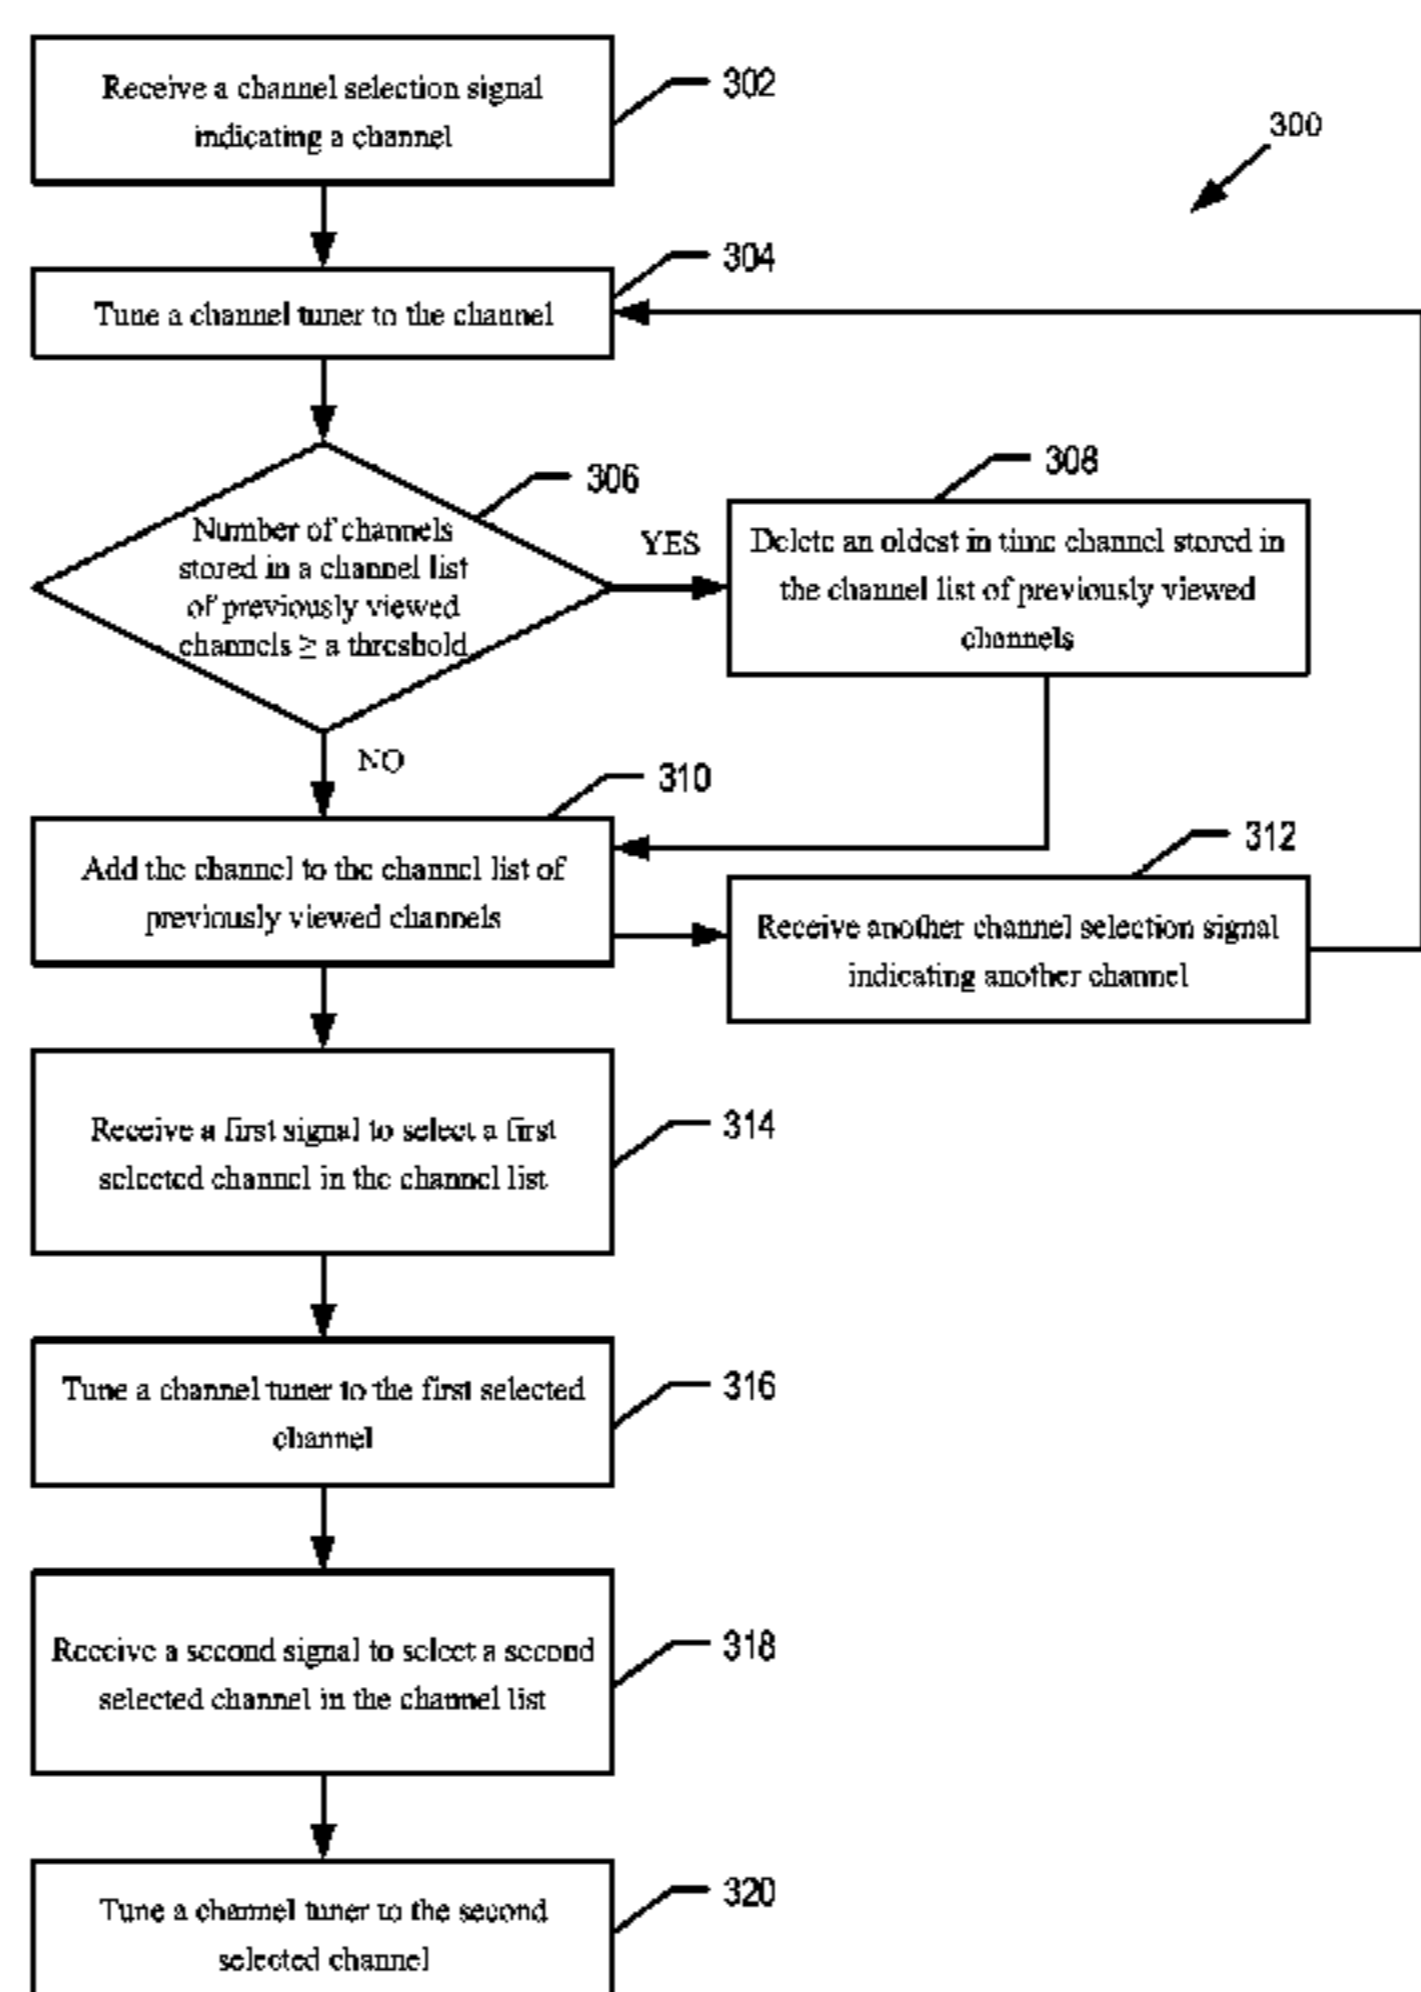 Receive a channel selection signal
indicating a channel
302
300
304
Tune a channel tuner to the channel
306
Number of channels
stored in a channel list
of previously viewed
channels ≥ a threshold
YES
308
Delete an oldest in time channel stored in
the channel list of previously viewed
channels
NO
310
Add the channel to the channel list of
previously viewed channels
312
Receive another channel selection signal
indicating another channel
314
Receive a first signal to select a first
selected channel in the channel list
316
Tune a channel tuner to the first selected
channel
318
Receive a second signal to select a second
selected channel in the channel list
320
Tune a channel tuner to the second
selected channel